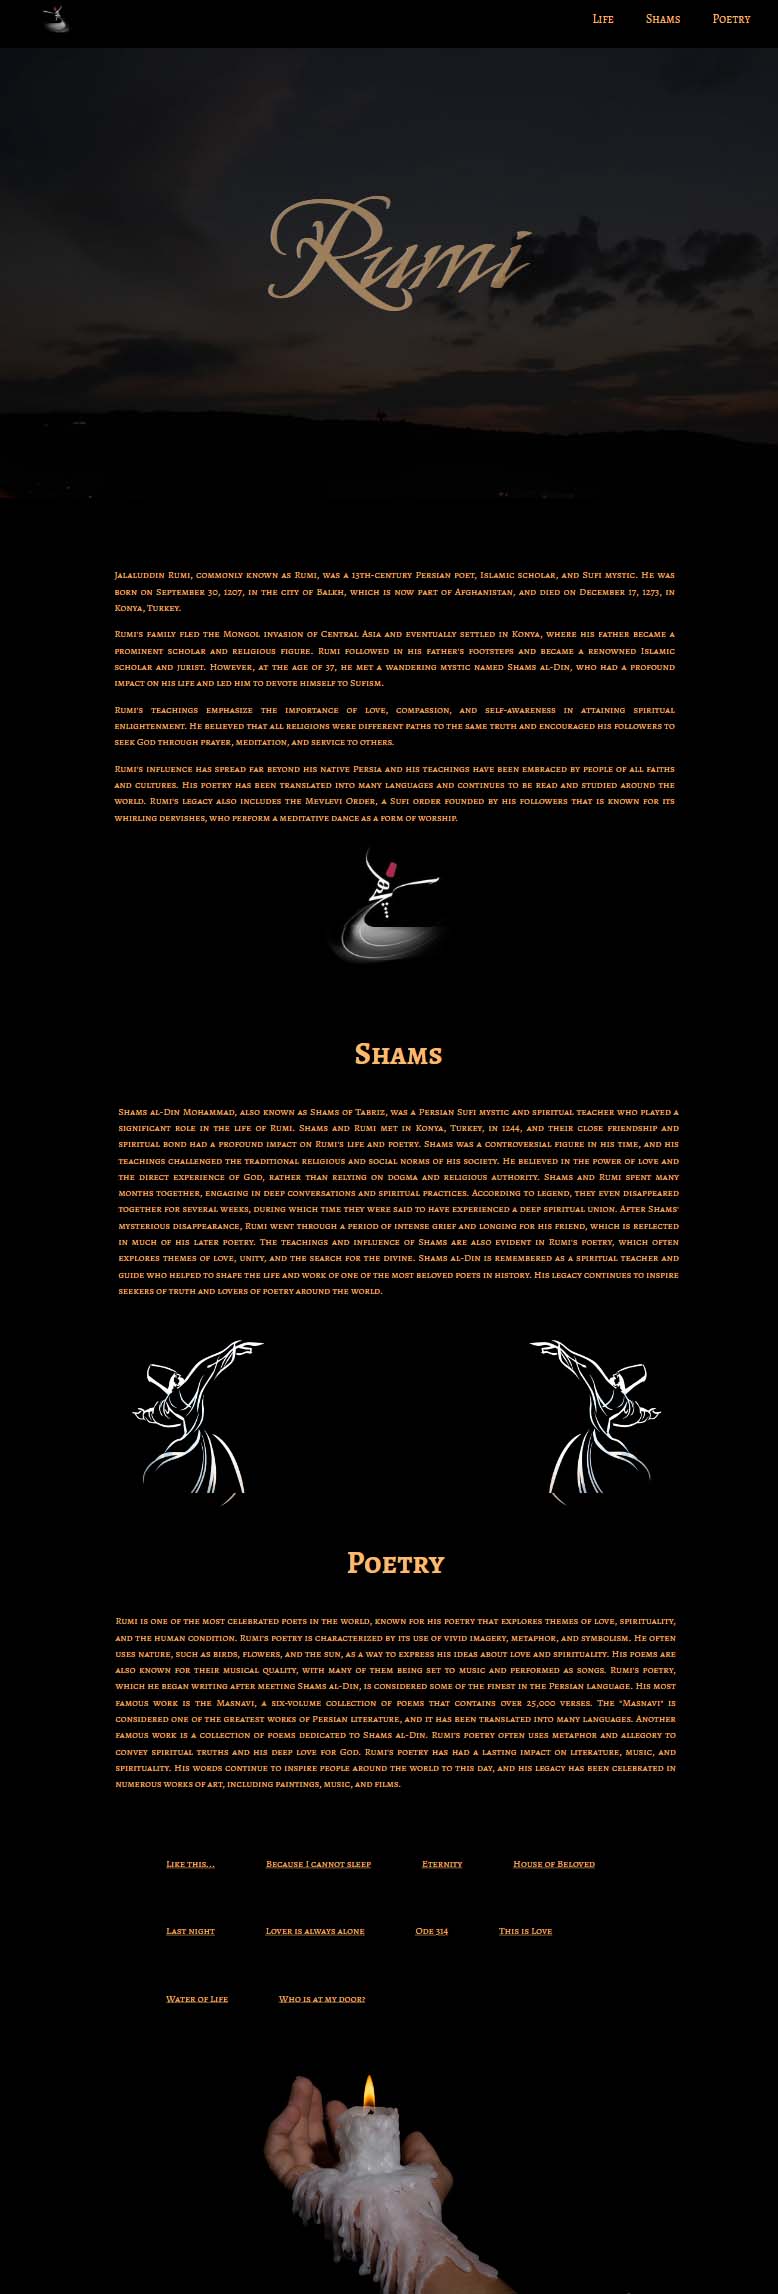 Life Shams Poetry
Rumi
Jalaluddin Rumi, commonly known as Rumi, was a 13th-century Persian poet, Islamic scholar, and Sufi mystic. He was
born on September 30, 1207, in the city of Balkh, which is now part of Afghanistan, and died on December 17, 1273, in
Konya, Turkey.
Rumi's family fled the Mongol invasion of Central Asia and eventually settled in Konya, where his father became a
prominent scholar and religious figure. Rumi followed in his father's footsteps and became a renowned Islamic
scholar and jurist. However, at the age of 37, he met a wandering mystic named Shams al-Din, who had a profound
impact on his life and led him to devote himself to Sufism.
Rumi's teachings emphasize the importance of love, compassion, and self-awareness in attaining spiritual
enlightenment. He believed that all religions were different paths to the same truth and encouraged his followers to
seek God through prayer, meditation, and service to others.
Rumi's influence has spread far beyond his native Persia and his teachings have been embraced by people of all faiths
and cultures. His poetry has been translated into many languages and continues to be read and studied around the
world. Rumi's legacy also includes the Mevlevi Order, a Sufi order founded by his followers that is known for its
whirling dervishes, who perform a meditative dance as a form of worship.
Shams
Shams al-Din Mohammad, also known as Shams of Tabriz, was a Persian Sufi mystic and spiritual teacher who played a
significant role in the life of Rumi. Shams and Rumi met in Konya, Turkey, in 1244, and their close friendship and
spiritual bond had a profound impact on Rumi's life and poetry. Shams was a controversial figure in his time, and his
teachings challenged the traditional religious and social norms of his society. He believed in the power of love and
the direct experience of God, rather than relying on dogma and religious authority. Shams and Rumi spent many
months together, engaging in deep conversations and spiritual practices. According to legend, they even disappeared
together for several weeks, during which time they were said to have experienced a deep spiritual union. After Shams'
mysterious disappearance, Rumi went through a period of intense grief and longing for his friend, which is reflected
in much of his later poetry. The teachings and influence of Shams are also evident in Rumi's poetry, which often
explores themes of love, unity, and the search for the divine. Shams al-Din is remembered as a spiritual teacher and
guide who helped to shape the life and work of one of the most beloved poets in history. His legacy continues to inspire
seekers of truth and lovers of poetry around the world.
Poetry
Rumi is one of the most celebrated poets in the world, known for his poetry that explores themes of love, spirituality,
and the human condition. Rumi's poetry is characterized by its use of vivid imagery, metaphor, and symbolism. He often
uses nature, such as birds, flowers, and the sun, as a way to express his ideas about love and spirituality. His poems are
also known for their musical quality, with many of them being set to music and performed as songs. Rumi's poetry,
which he began writing after meeting Shams al-Din, is considered some of the finest in the Persian language. His most
famous work is the Masnavi, a six-volume collection of poems that contains over 25,000 verses. The "Masnavi" is
considered one of the greatest works of Persian literature, and it has been translated into many languages. Another
famous work is a collection of poems dedicated to Shams al-Din. Rumi's poetry often uses metaphor and allegory to
convey spiritual truths and his deep love for God. Rumi's poetry has had a lasting impact on literature, music, and
spirituality. His words continue to inspire people around the world to this day, and his legacy has been celebrated in
numerous works of art, including paintings, music, and films.
Like this... Because I cannot sleep Eternity House of Beloved
Last night Lover is always alone Ode 314 This is Love
Water of Life Who is at my door?